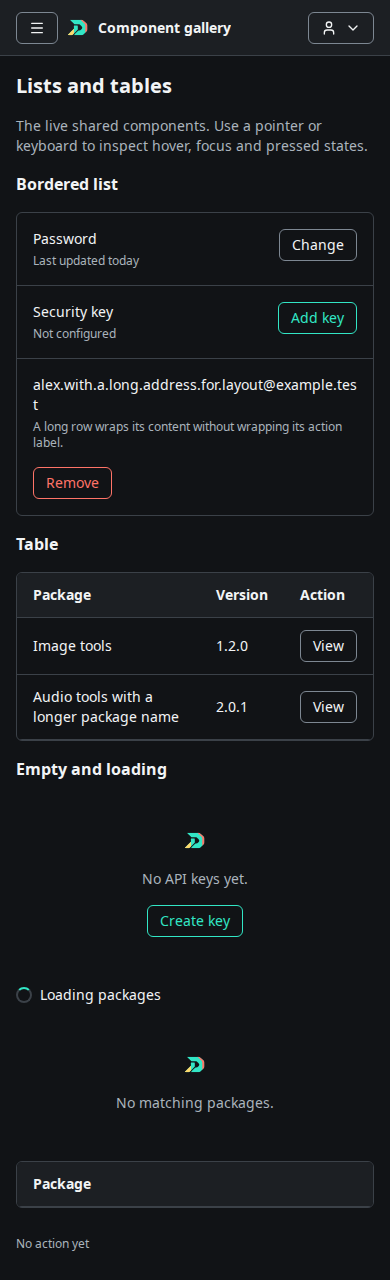 Component gallery
Lists and tables
The live shared components. Use a pointer or
keyboard to inspect hover, focus and pressed states.
Bordered list
Password
Change
Last updated today
Security key
Add key
Not configured
alex.with.a.long.address.for.layout@example.tes
t
A long row wraps its content without wrapping its action
label.
Remove
Table
Package Version Action
Image tools 1.2.0 View
Audio tools with a
longer package name 2.0.1 View
Empty and loading
No API keys yet.
Create key
Loading packages
No matching packages.
Package
No action yet